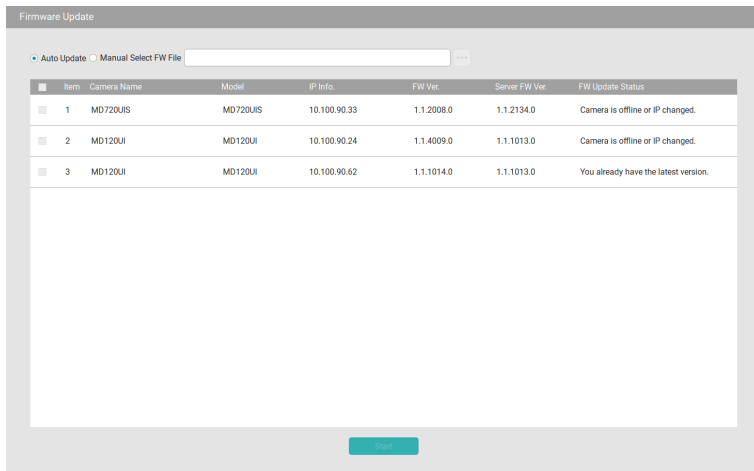 Firmware Update
Auto Update Manual Select FW File ...
Item Camera Name Model IP Info. FW Ver. Server FW Ver. FW Update Status
1 MD720UIS MD720UIS 10.100.90.33 1.1.2008.0 1.1.2134.0 Camera is offline or IP changed.
2 MD120UI MD120UI 10.100.90.24 1.1.4009.0 1.1.1013.0 Camera is offline or IP changed.
3 MD120UI MD120UI 10.100.90.62 1.1.1014.0 1.1.1013.0 You already have the latest version.
Start